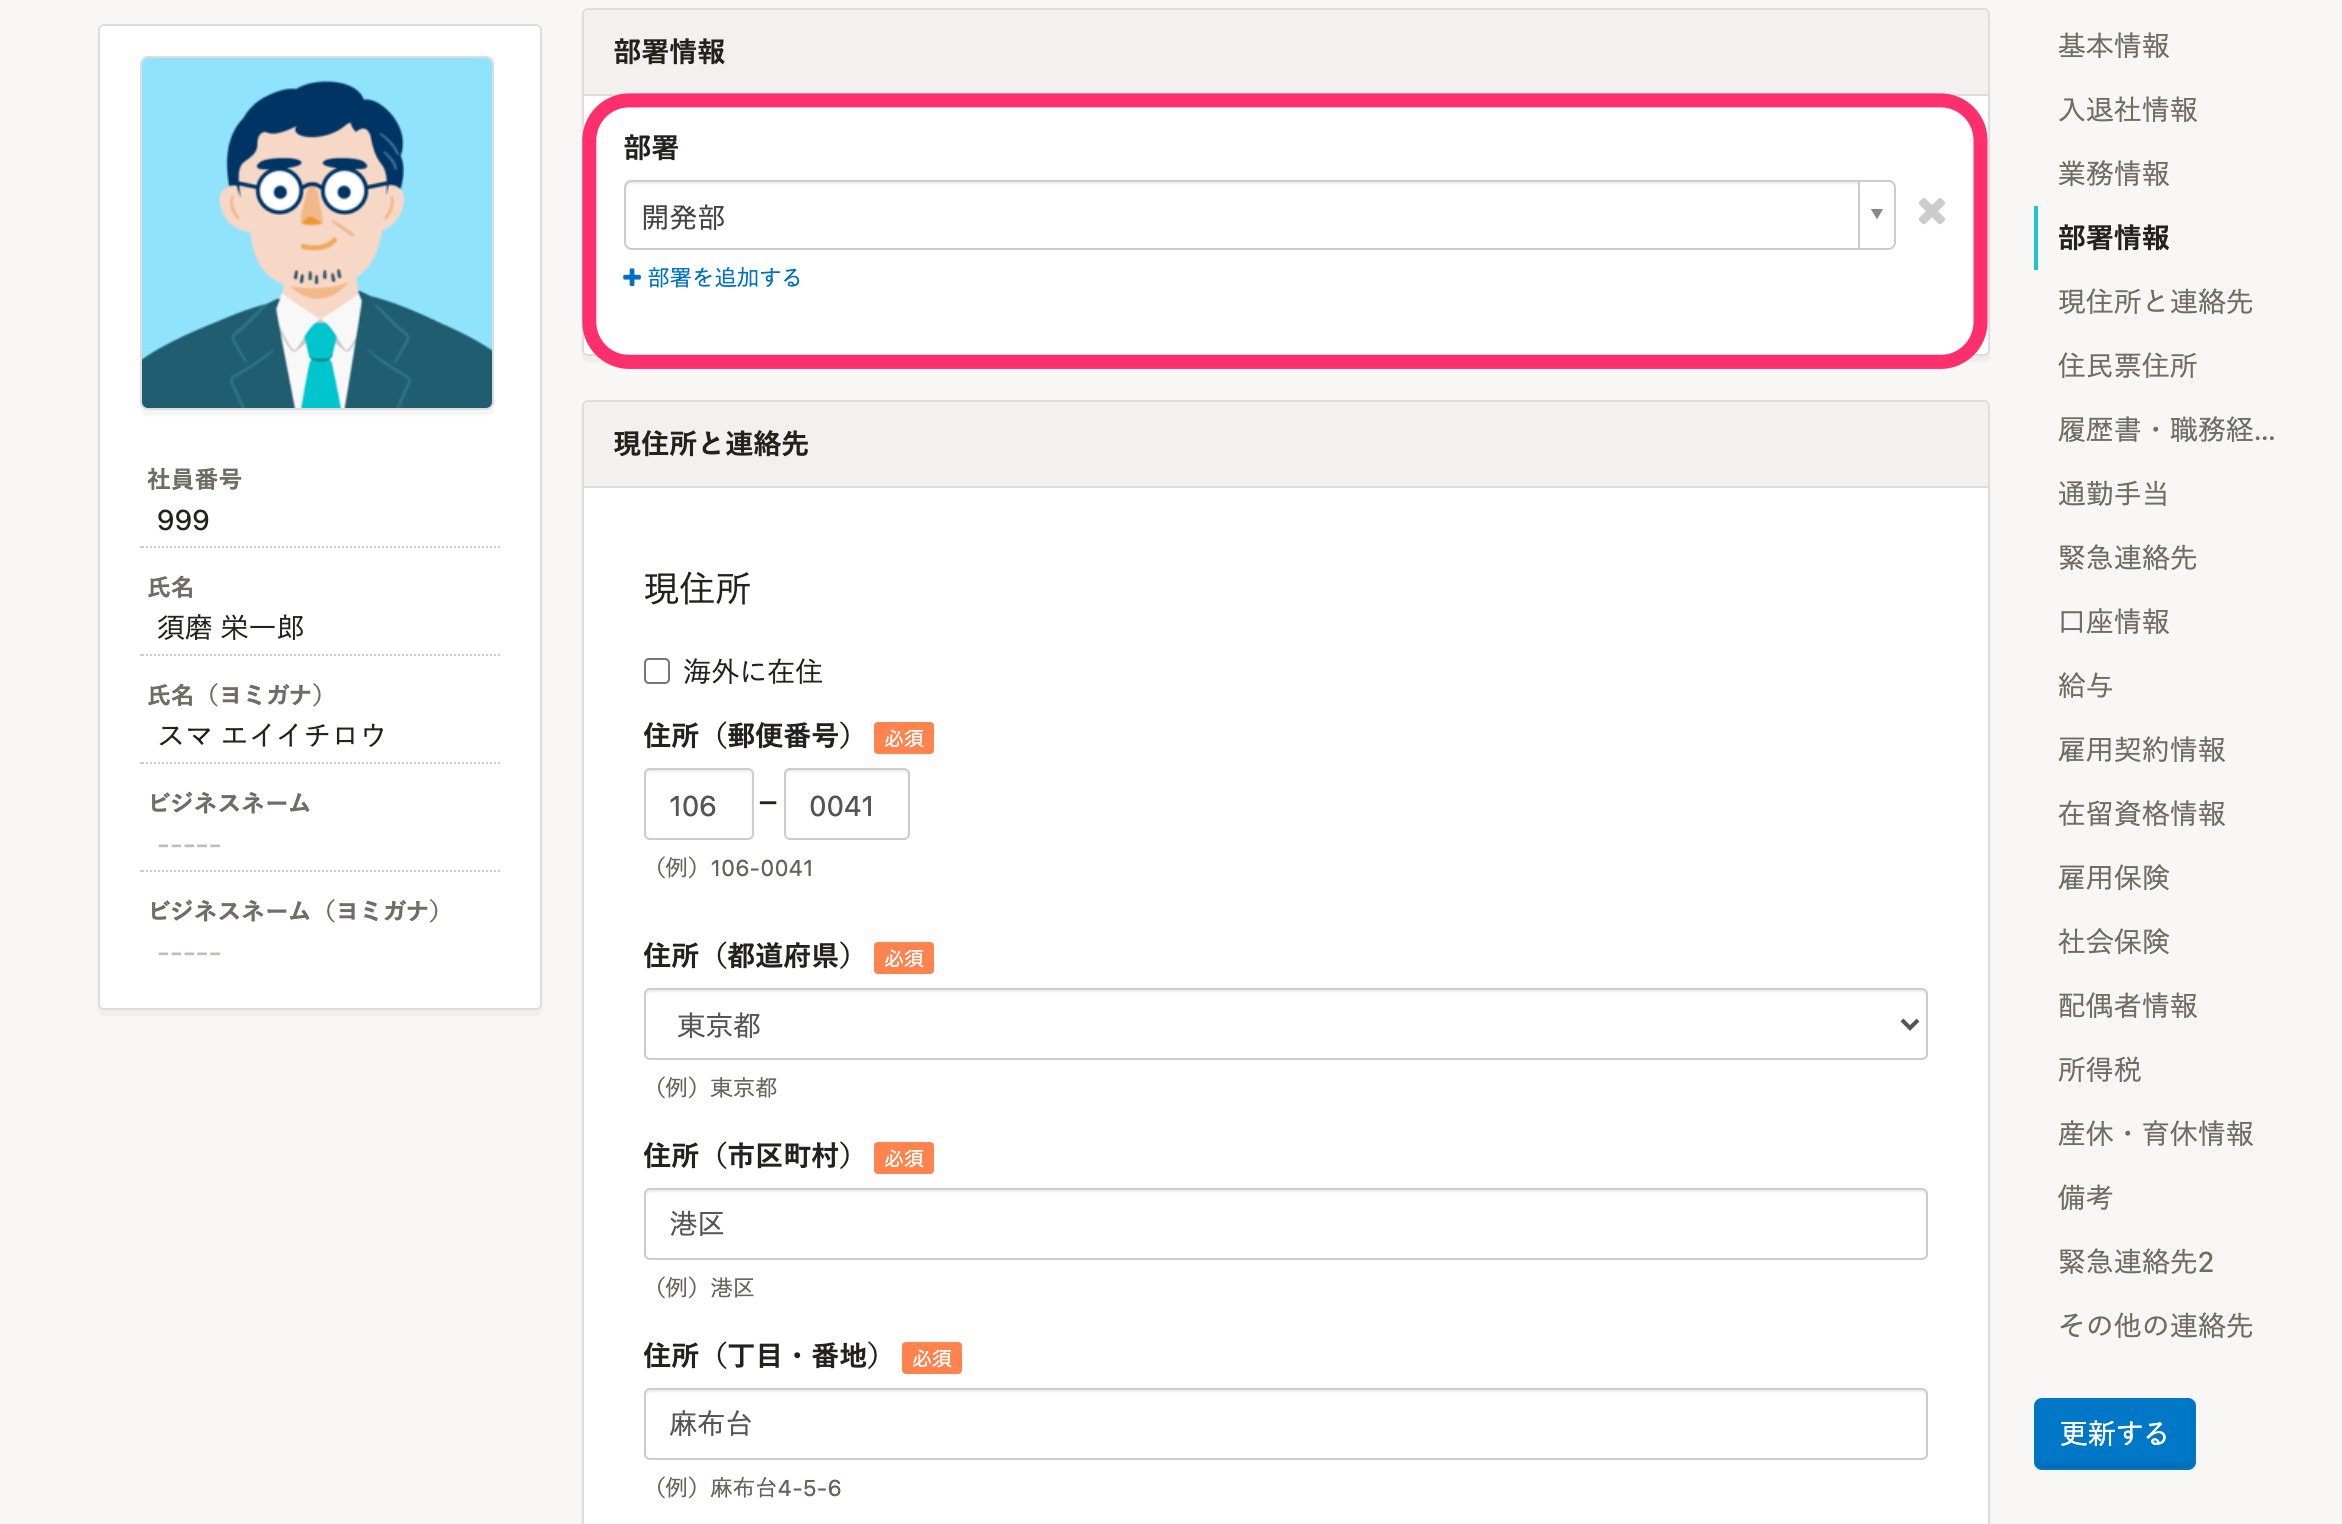 社員番号
999
氏名
須磨 栄一郎
氏名（ヨミガナ）
スマ エイイチロウ
ビジネスネーム
-----
ビジネスネーム（ヨミガナ）
-----
部署情報
部署
開発部
部署を追加する
現住所と連絡先
現住所
海外に在住
住所（郵便番号） 必須
106 – 0041
（例）106-0041
住所（都道府県） 必須
東京都
（例）東京都
住所（市区町村） 必須
港区
（例）港区
住所（丁目・番地） 必須
麻布台
（例）麻布台4-5-6
基本情報
入退社情報
業務情報
部署情報
現住所と連絡先
住民票住所
履歴書・職務経...
通勤手当
緊急連絡先
口座情報
給与
雇用契約情報
在留資格情報
雇用保険
社会保険
配偶者情報
所得税
産休・育休情報
備考
緊急連絡先2
その他の連絡先
更新する